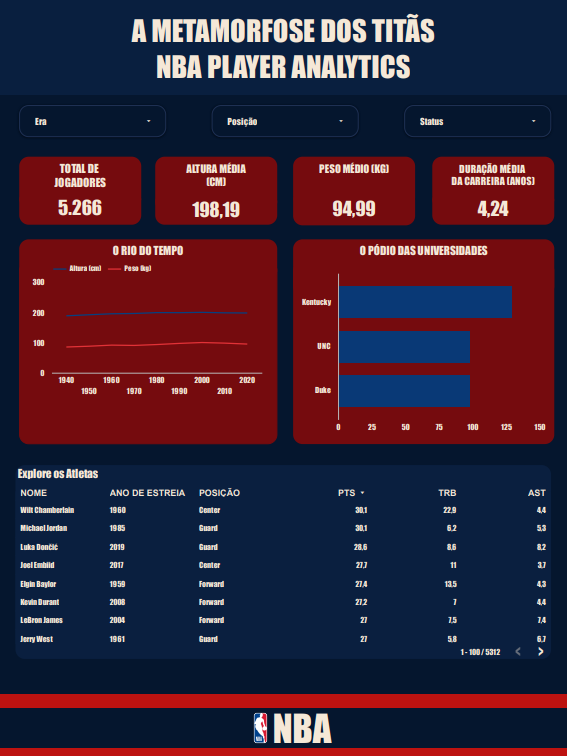 A METAMORFOSE DOS TITÃS
NBA PLAYER ANALYTICS
Era
Posição
Status
TOTAL DE
JOGADORES
5.266
ALTURA MÉDIA
(CM)
198,19
PESO MÉDIO (KG)
94,99
DURAÇÃO MÉDIA
DA CARREIRA (ANOS)
4,24
O RIO DO TEMPO
Altura (cm) Peso (kg)
300
200
100
0
1940 1960 1980 2000 2020
1950 1970 1990 2010
O PÓDIO DAS UNIVERSIDADES
Kentucky
UNC
Duke
0 25 50 75 100 125 150
Explore os Atletas
NOME ANO DE ESTREIA POSIÇÃO PTS TRB AST
Wilt Chamberlain 1960 Center 30,1 22,9 4,4
Michael Jordan 1985 Guard 30,1 6,2 5,3
Luka Dončić 2019 Guard 28,6 8,6 8,2
Joel Embiid 2017 Center 27,7 11 3,7
Elgin Baylor 1959 Forward 27,4 13,5 4,3
Kevin Durant 2008 Forward 27,2 7 4,4
LeBron James 2004 Forward 27 7,5 7,4
Jerry West 1961 Guard 27 5,8 6,7
1 - 100 / 5312
NBA
NBA